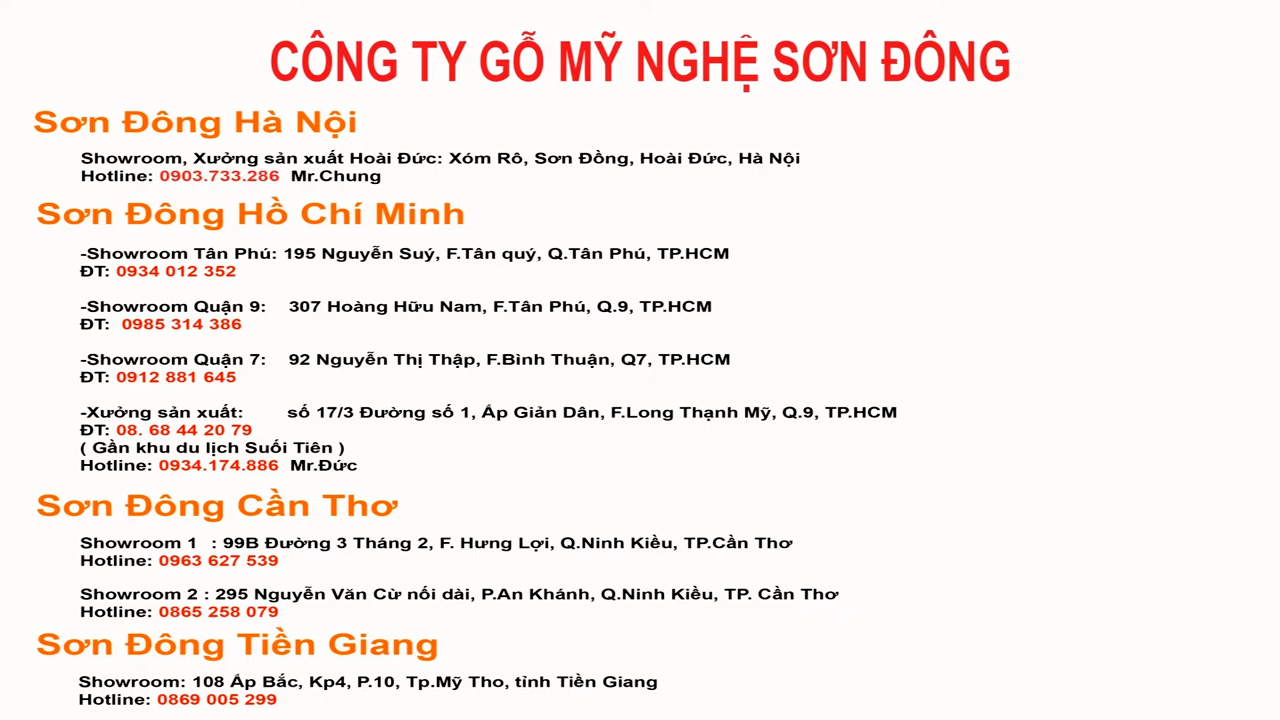 CÔNG TY GỖ MỸ NGHỆ SƠN ĐÔNG
Sơn Đông Hà Nội
Showroom, Xưởng sản xuất Hoài Đức: Xóm Rô, Sơn Đồng, Hoài Đức, Hà Nội
Hotline: 0903.733.286 Mr.Chung
Sơn Đông Hồ Chí Minh
-Showroom Tân Phú: 195 Nguyễn Suý, F.Tân quý, Q.Tân Phú, TP.HCM
ĐT: 0934 012 352
-Showroom Quận 9: 307 Hoàng Hữu Nam, F.Tân Phú, Q.9, TP.HCM
ĐT: 0985 314 386
-Showroom Quận 7: 92 Nguyễn Thị Thập, F.Bình Thuận, Q7, TP.HCM
ĐT: 0912 881 645
-Xưởng sản xuất: số 17/3 Đường số 1, Ấp Giản Dân, F.Long Thạnh Mỹ, Q.9, TP.HCM
ĐT: 08. 68 44 20 79
( Gần khu du lịch Suối Tiên )
Hotline: 0934.174.886 Mr.Đức
Sơn Đông Cần Thơ
Showroom 1 : 99B Đường 3 Tháng 2, F. Hưng Lợi, Q.Ninh Kiều, TP.Cần Thơ
Hotline: 0963 627 539
Showroom 2 : 295 Nguyễn Văn Cừ nối dài, P.An Khánh, Q.Ninh Kiều, TP. Cần Thơ
Hotline: 0865 258 079
Sơn Đông Tiền Giang
Showroom: 108 Ấp Bắc, Kp4, P.10, Tp.Mỹ Tho, tỉnh Tiền Giang
Hotline: 0869 005 299